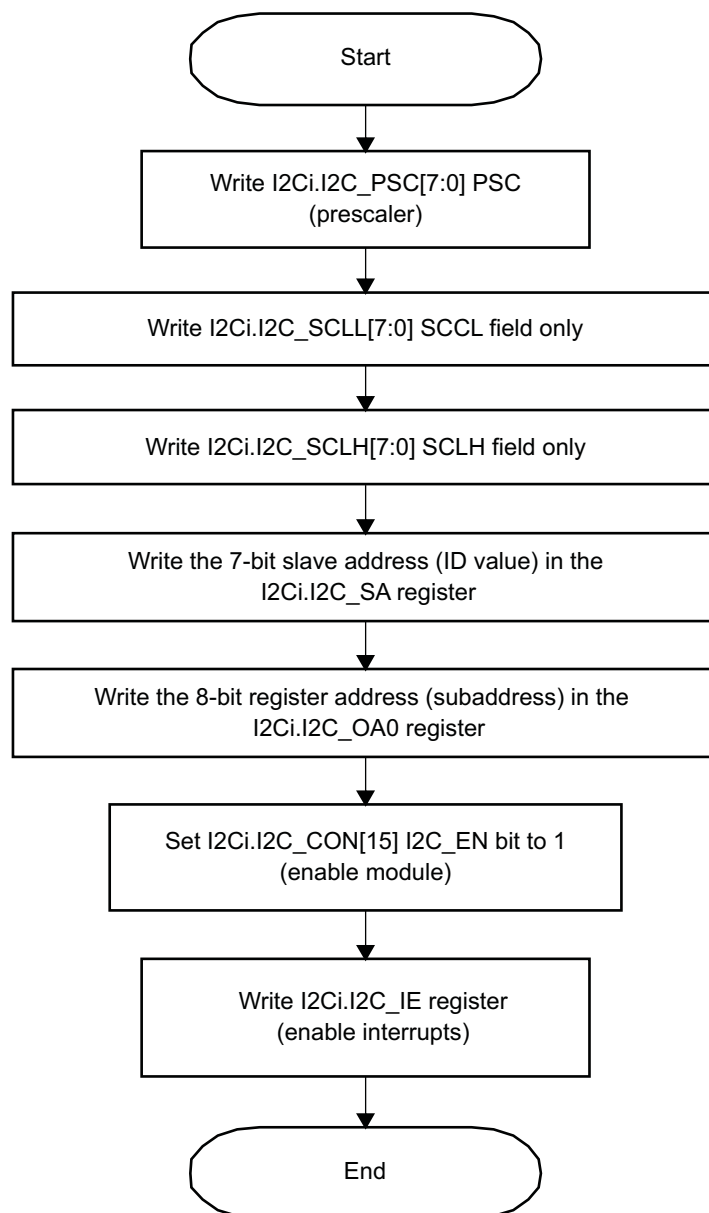 Start
Write I2Ci.I2C_PSC[7:0] PSC
(prescaler)
Write I2Ci.I2C_SCLL[7:0] SCCL field only
Write I2Ci.I2C_SCLH[7:0] SCLH field only
Write the 7-bit slave address (ID value) in the
I2Ci.I2C_SA register
Write the 8-bit register address (subaddress) in the
I2Ci.I2C_OA0 register
Set I2Ci.I2C_CON[15] I2C_EN bit to 1
(enable module)
Write I2Ci.I2C_IE register
(enable interrupts)
End